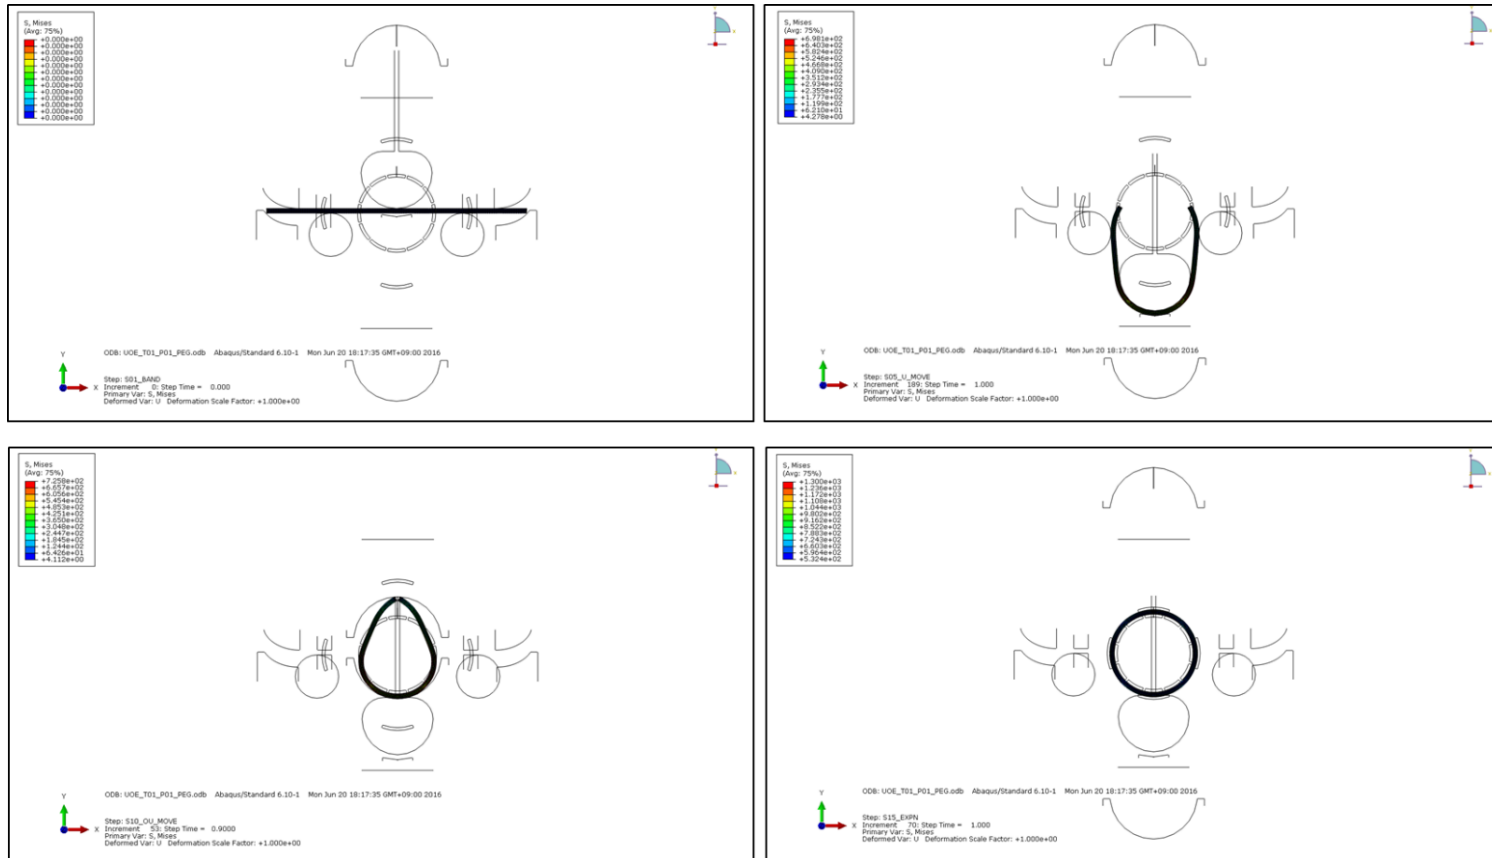 S, Mises
(Avg: 75%)
+0.000e+00
+0.000e+00
+0.000e+00
+0.000e+00
+0.000e+00
+0.000e+00
+0.000e+00
+0.000e+00
+0.000e+00
+0.000e+00
+0.000e+00
+0.000e+00
+0.000e+00
Y
X
ODB: UOE_T01_P01_PEG.odb Abaqus/Standard 6.10-1 Mon Jun 20 18:17:35 GMT+09:00 2016
Step: S01_BAND
Increment 0: Step Time = 0.000
Primary Var: S, Mises
Deformed Var: U Deformation Scale Factor: +1.000e+00
S, Mises
(Avg: 75%)
+6.981e+02
+6.403e+02
+5.824e+02
+5.246e+02
+4.668e+02
+4.090e+02
+3.512e+02
+2.934e+02
+2.355e+02
+1.777e+02
+1.199e+02
+6.210e+01
+4.278e+00
Y
X
ODB: UOE_T01_P01_PEG.odb Abaqus/Standard 6.10-1 Mon Jun 20 18:17:35 GMT+09:00 2016
Step: S05_U_MOVE
Increment 189: Step Time = 1.000
Primary Var: S, Mises
Deformed Var: U Deformation Scale Factor: +1.000e+00
S, Mises
(Avg: 75%)
+7.258e+02
+6.657e+02
+6.056e+02
+5.454e+02
+4.853e+02
+4.251e+02
+3.650e+02
+3.048e+02
+2.447e+02
+1.845e+02
+1.244e+02
+6.426e+01
+4.112e+00
Y
X
ODB: UOE_T01_P01_PEG.odb Abaqus/Standard 6.10-1 Mon Jun 20 18:17:35 GMT+09:00 2016
Step: S10_OU_MOVE
Increment 53: Step Time = 0.9000
Primary Var: S, Mises
Deformed Var: U Deformation Scale Factor: +1.000e+00
S, Mises
(Avg: 75%)
+1.300e+03
+1.236e+03
+1.172e+03
+1.108e+03
+1.044e+03
+9.802e+02
+9.162e+02
+8.522e+02
+7.883e+02
+7.243e+02
+6.603e+02
+5.964e+02
+5.324e+02
Y
X
ODB: UOE_T01_P01_PEG.odb Abaqus/Standard 6.10-1 Mon Jun 20 18:17:35 GMT+09:00 2016
Step: S15_EXPN
Increment 70: Step Time = 1.000
Primary Var: S, Mises
Deformed Var: U Deformation Scale Factor: +1.000e+00